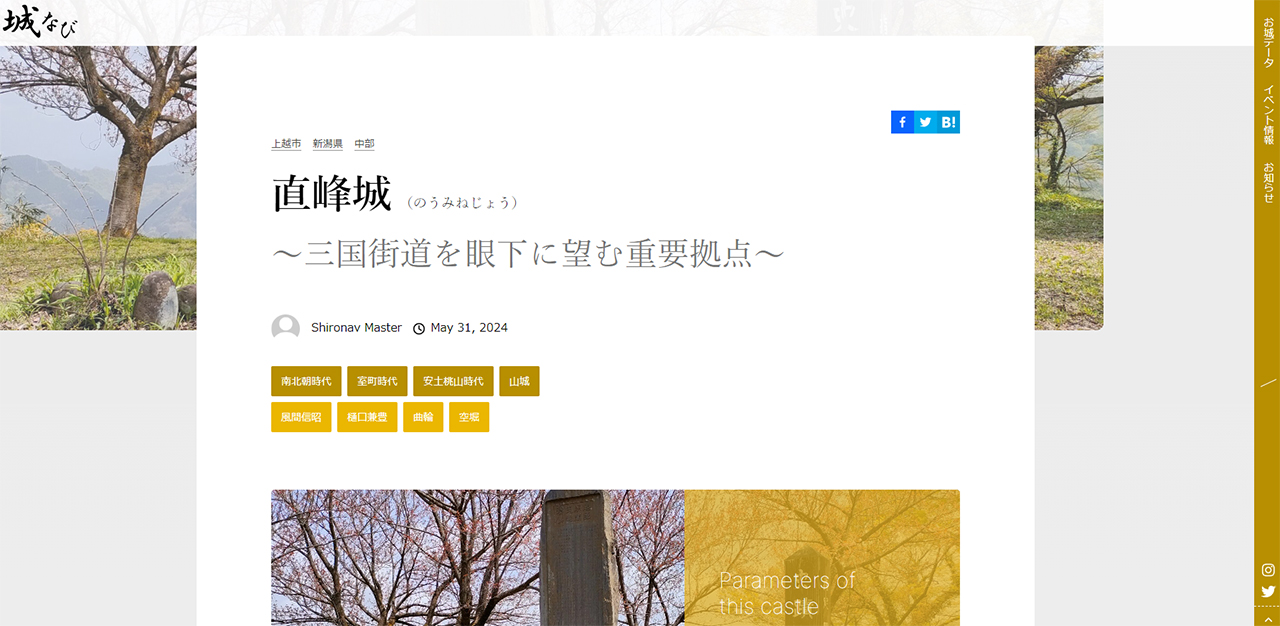 城なび
上越市 新潟県 中部
直峰城 （のうみねじょう）
～三国街道を眼下に望む重要拠点～
Shironav Master May 31, 2024
南北朝時代 室町時代 安土桃山時代 山城
風間信昭 樋口兼豊 曲輪 空堀
Parameters of
this castle
f B!
お城データ
イベント情報
お知らせ